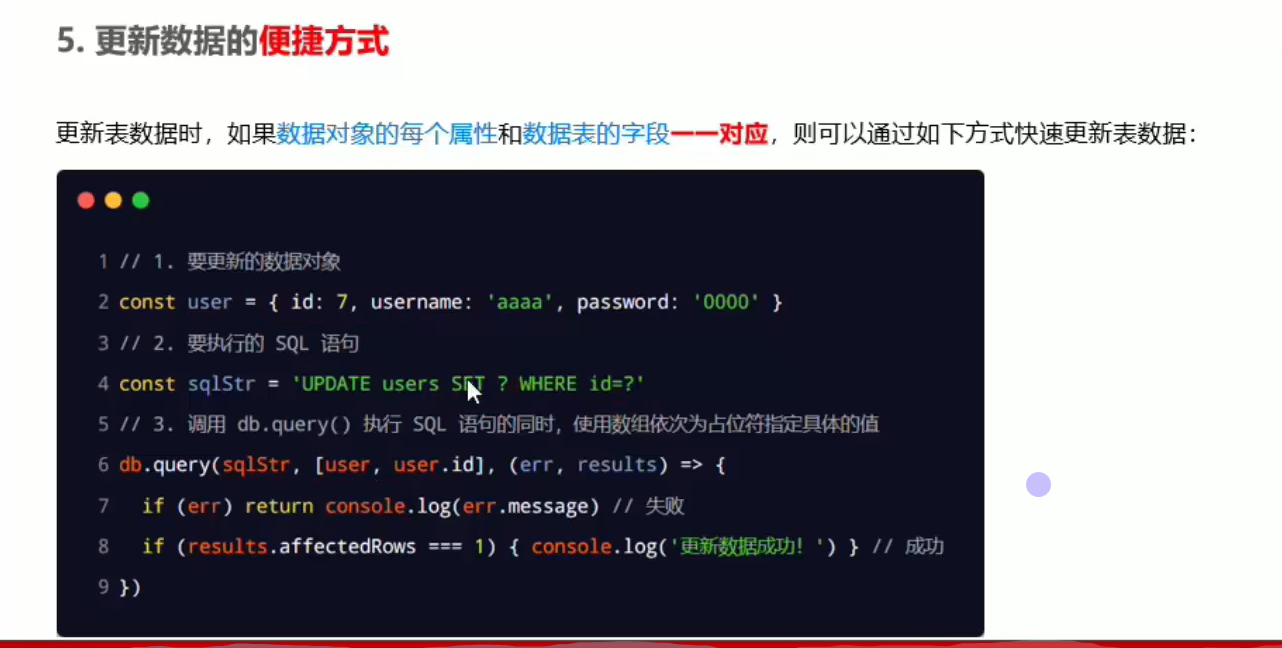 5. 更新数据的便捷方式
更新表数据时，如果数据对象的每个属性和数据表的字段一一对应，则可以通过如下方式快速更新表数据：
1 // 1. 要更新的数据对象
2 const user = { id: 7, username: 'aaaa', password: '0000' }
3 // 2. 要执行的 SQL 语句
4 const sqlStr = 'UPDATE users SET ? WHERE id=?'
5 // 3. 调用 db.query() 执行 SQL 语句的同时，使用数组依次为占位符指定具体的值
6 db.query(sqlStr, [user, user.id], (err, results) => {
7   if (err) return console.log(err.message) // 失败
8   if (results.affectedRows === 1) { console.log('更新数据成功！') } // 成功
9 })